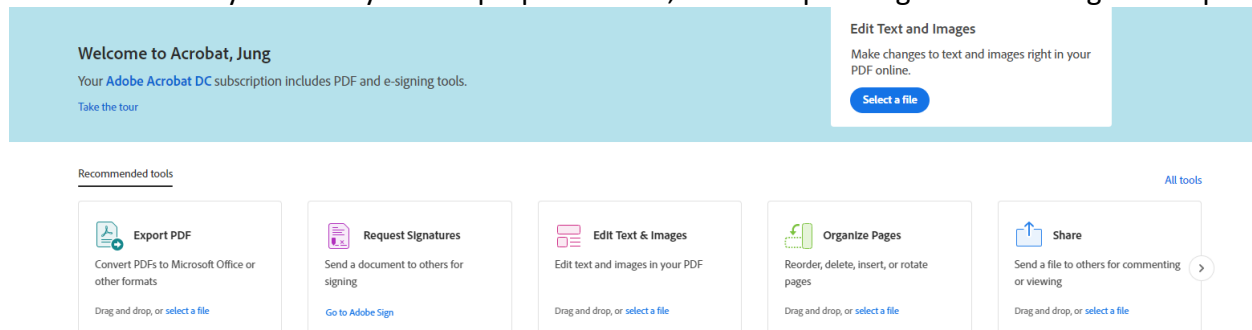 Edit Text and Images
Welcome to Acrobat, Jung
Make changes to text and images right in your
PDF online.
Your Adobe Acrobat DC subscription includes PDF and e-signing tools.
Select a file
Take the tour
Recommended tools
All tools
Export PDF
Convert PDFs to Microsoft Office or
other formats
Drag and drop, or select a file
Request Signatures
Send a document to others for
signing
Go to Adobe Sign
Edit Text & Images
Edit text and images in your PDF
Drag and drop, or select a file
Organize Pages
Reorder, delete, insert, or rotate
pages
Drag and drop, or select a file
Share
Send a file to others for commenting
or viewing
Drag and drop, or select a file